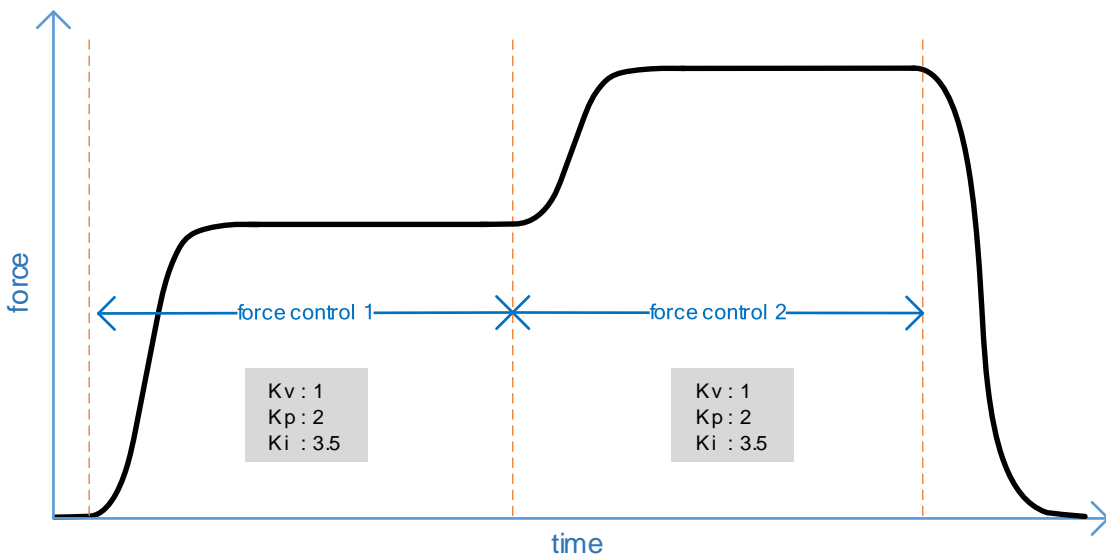 force
force control 1
force control 2
Kv : 1
Kp : 2
Ki : 3.5
Kv : 1
Kp : 2
Ki : 3.5
time